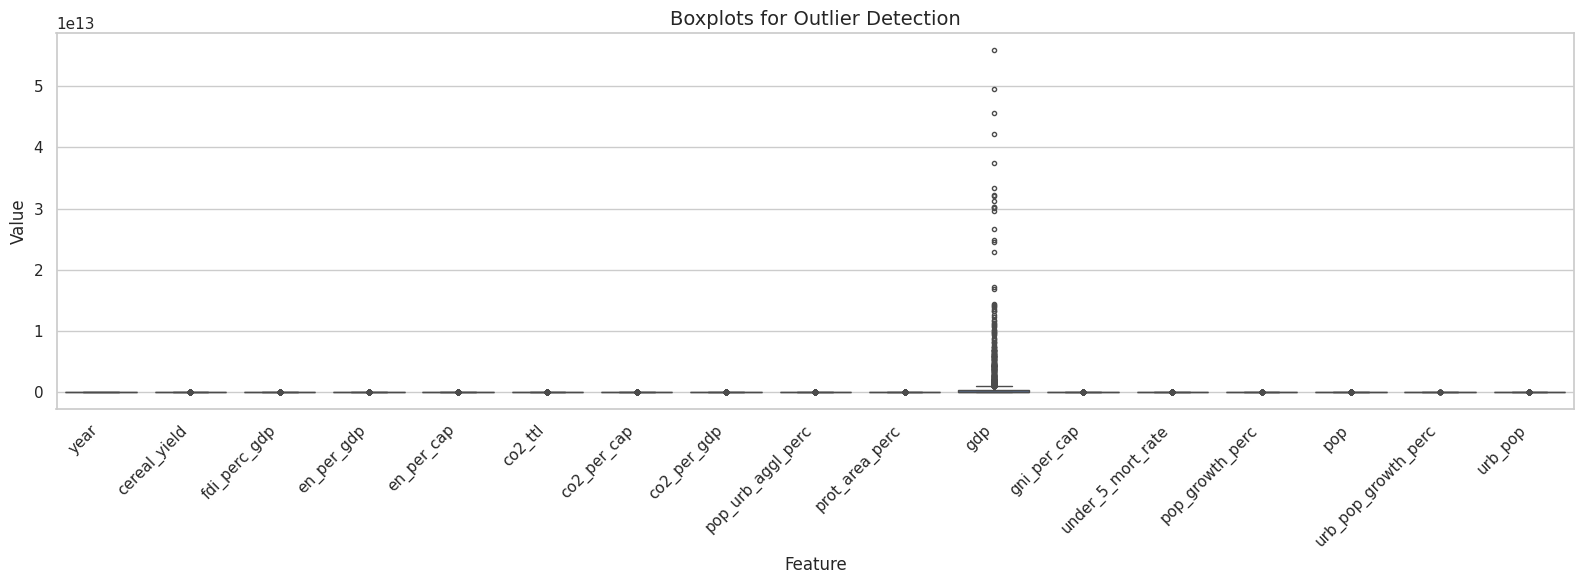 Boxplots for Outlier Detection
1e13
5
4
3
2
1
0
Value
year
cereal_yield
fdi_perc_gdp
en_per_gdp
en_per_cap
co2_ttl
co2_per_cap
co2_per_gdp
pop_urb_aggl_perc
prot_area_perc
gdp
gni_per_cap
under_5_mort_rate
pop_growth_perc
pop
urb_pop_growth_perc
urb_pop
Feature